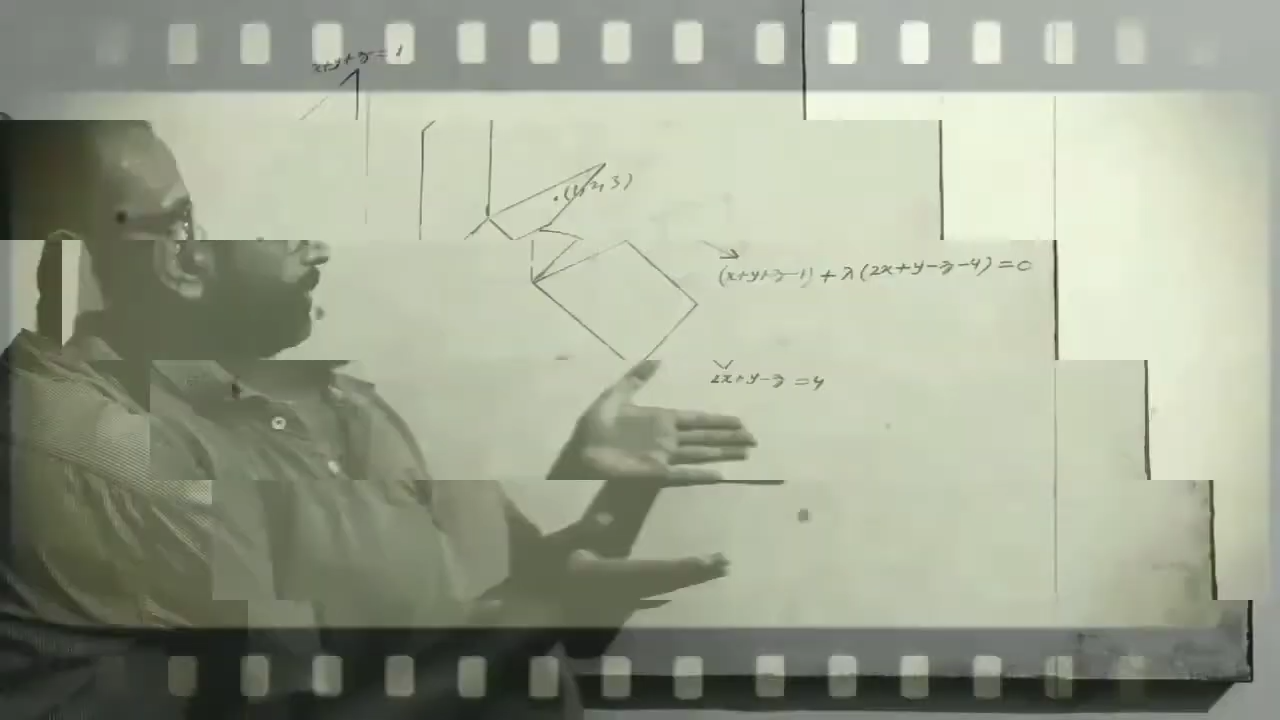 x+y+z=1
(1, 2, 3)
(x+y+z-1) + λ(2x+y-z-4)=0
2x+y-z=4